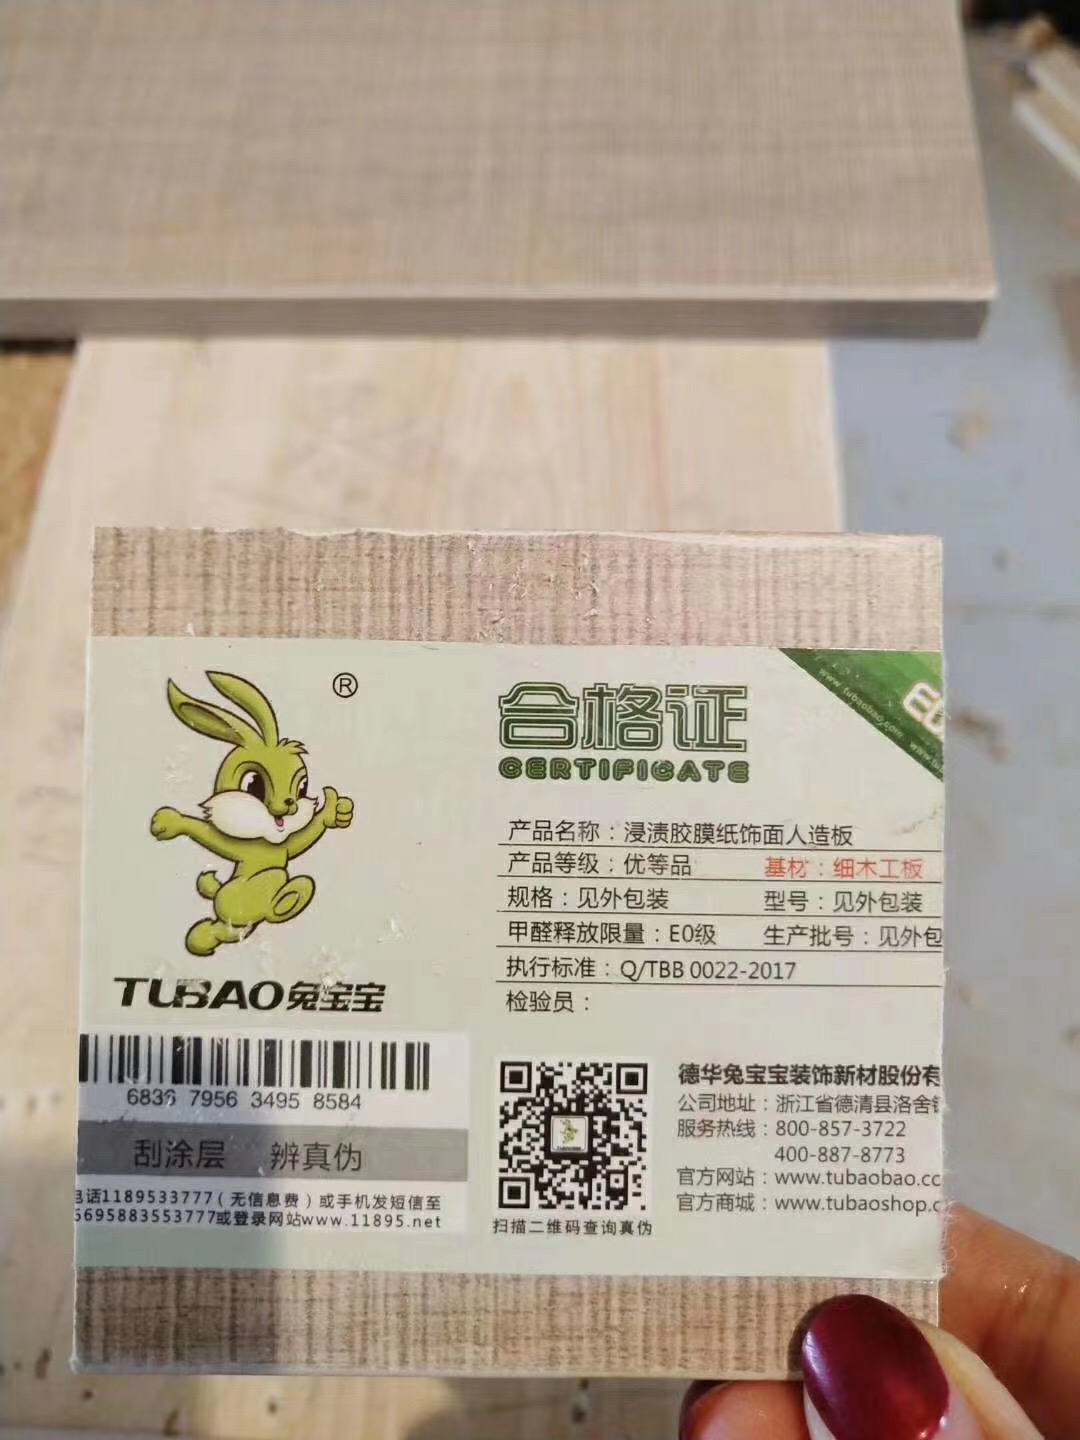 ®
合格证
CERTIFICATE
www.tubaobao.com
E0
产品名称：浸渍胶膜纸饰面人造板
产品等级：优等品 基材：细木工板
规格：见外包装 型号：见外包装
甲醛释放限量：E0级 生产批号：见外包
执行标准：Q/TBB 0022-2017
检验员：
TUBAO兔宝宝
6836 7956 3495 8584
刮涂层 辨真伪
电话1189533777（无信息费）或手机发短信至
6695883553777或登录网站www.11895.net
TUBAO
扫描二维码查询真伪
德华兔宝宝装饰新材股份有
公司地址：浙江省德清县洛舍镇
服务热线：800-857-3722
400-887-8773
官方网站：www.tubaobao.cc
官方商城：www.tubaoshop.c